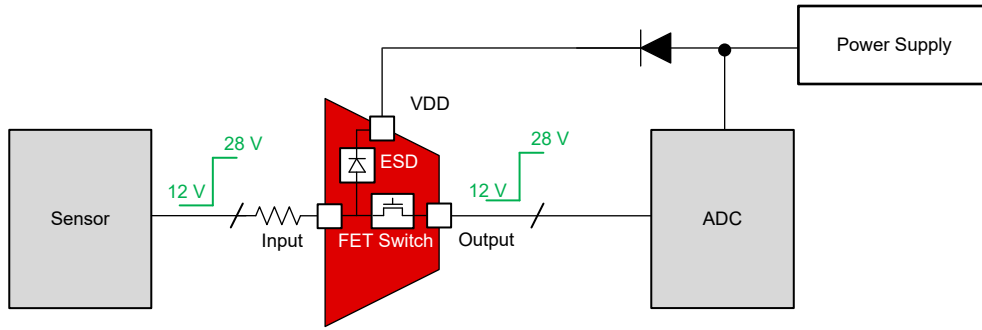 Power Supply
VDD
28 V
28 V
ESD
12 V
12 V
Sensor
ADC
Input
FET Switch
Output